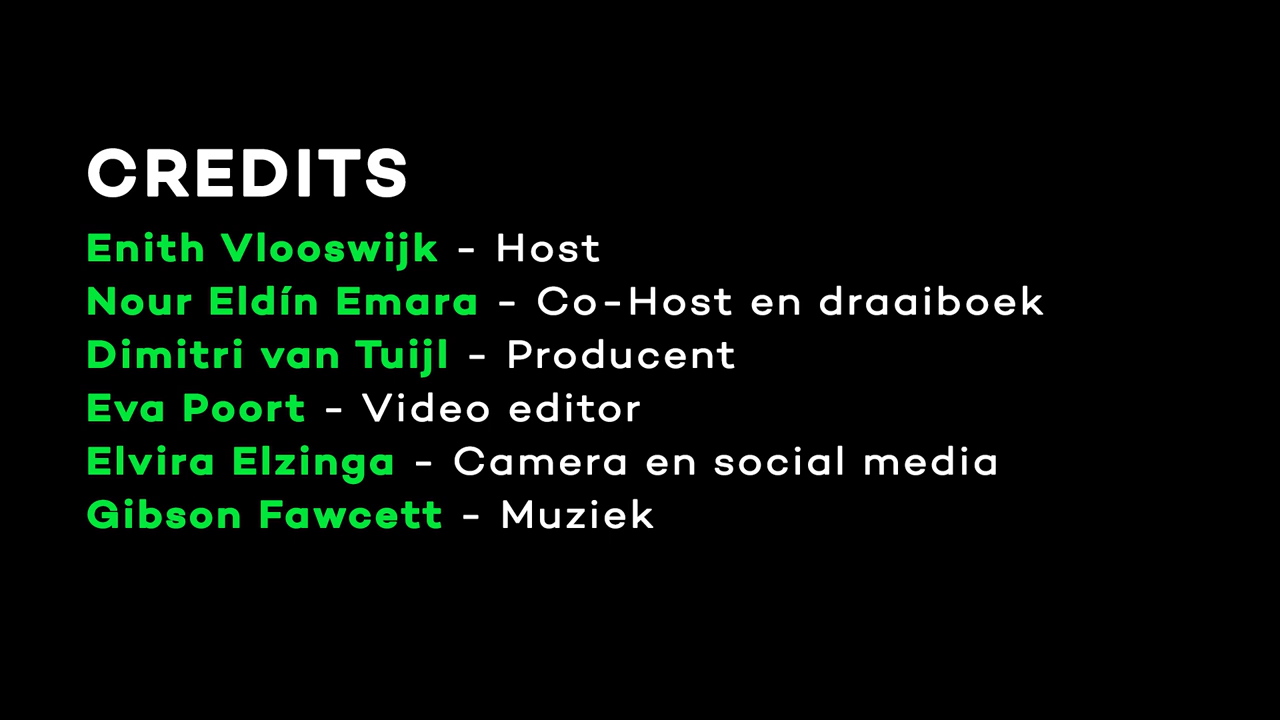 CREDITS
Enith Vlooswijk - Host
Nour Eldín Emara - Co-Host en draaiboek
Dimitri van Tuijl - Producent
Eva Poort - Video editor
Elvira Elzinga - Camera en social media
Gibson Fawcett - Muziek